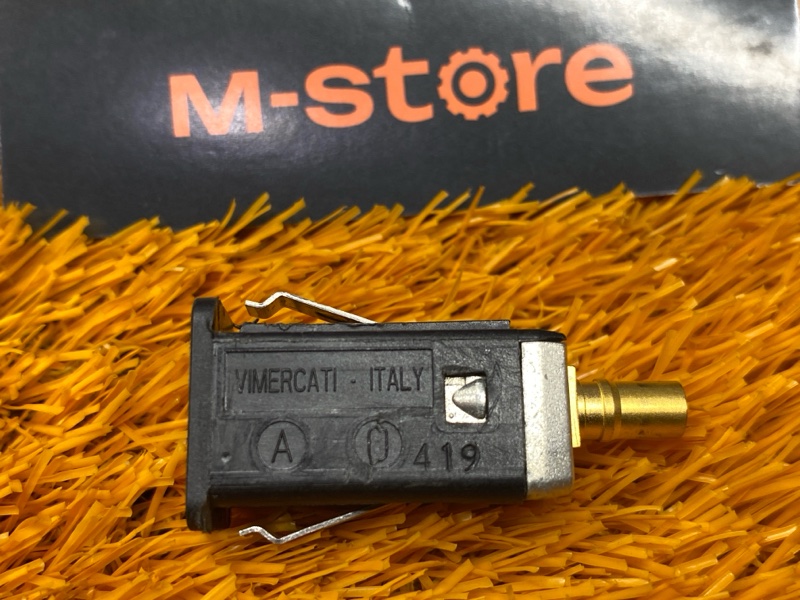 M-store
VIMERCATI - ITALY
A
419